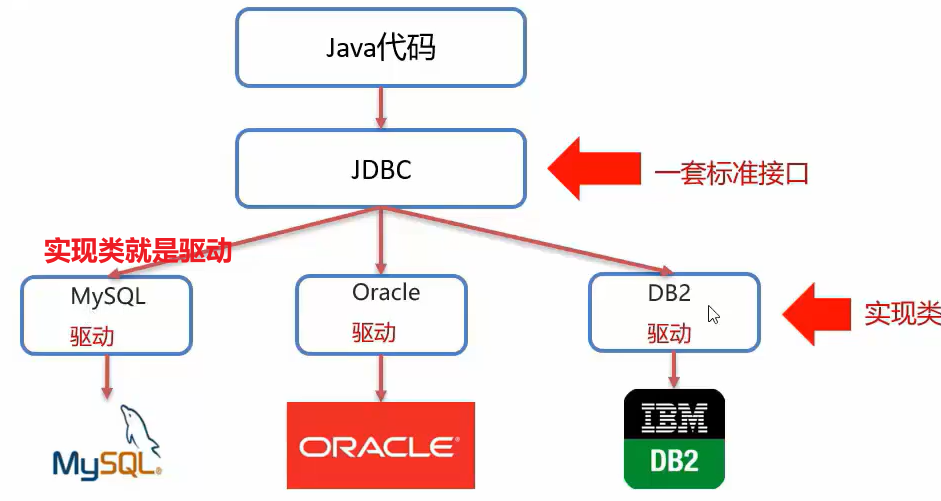 Java代码
JDBC
一套标准接口
实现类就是驱动
MySQL
驱动
Oracle
驱动
DB2
驱动
实现类
MySQL®
ORACLE®
IBM
DB2